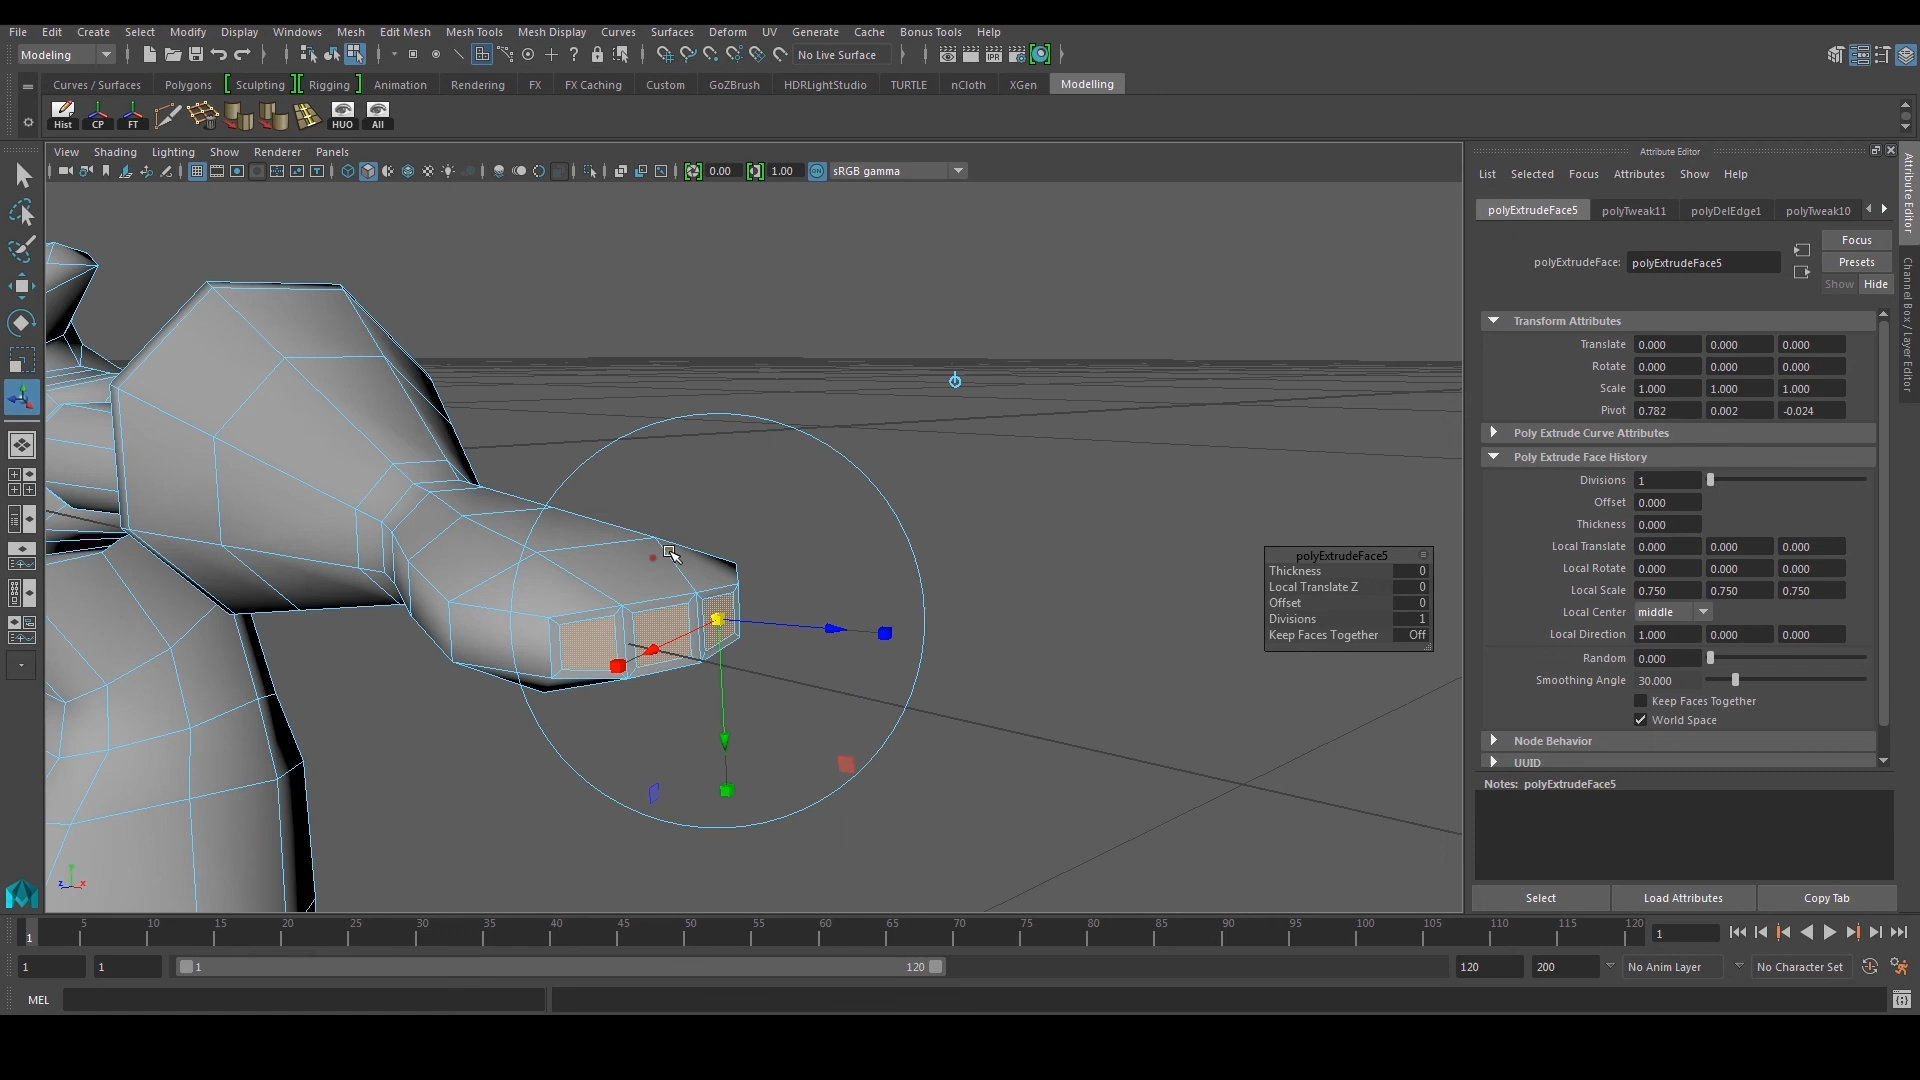 File Edit Create Select Modify Display Windows Mesh Edit Mesh Mesh Tools Mesh Display Curves Surfaces Deform UV Generate Cache Bonus Tools Help
Modeling
No Live Surface
IPR
Curves / Surfaces Polygons Sculpting Rigging Animation Rendering FX FX Caching Custom GoZBrush HDRLightStudio TURTLE nCloth XGen Modelling
Hist CP FT HUO All
View Shading Lighting Show Renderer Panels
0.00 1.00 ON sRGB gamma
Attribute Editor
List Selected Focus Attributes Show Help
polyExtrudeFace5 polyTweak11 polyDelEdge1 polyTweak10
Focus
polyExtrudeFace: polyExtrudeFace5
Presets
Show Hide
Transform Attributes
Translate 0.000 0.000 0.000
Rotate 0.000 0.000 0.000
Scale 1.000 1.000 1.000
Pivot 0.782 0.002 -0.024
Poly Extrude Curve Attributes
Poly Extrude Face History
Divisions 1
Offset 0.000
Thickness 0.000
Local Translate 0.000 0.000 0.000
Local Rotate 0.000 0.000 0.000
Local Scale 0.750 0.750 0.750
Local Center middle
Local Direction 1.000 0.000 0.000
Random 0.000
Smoothing Angle 30.000
Keep Faces Together
World Space
Node Behavior
UUID
Notes: polyExtrudeFace5
Select Load Attributes Copy Tab
Attribute Editor
Channel Box / Layer Editor
polyExtrudeFace5
Thickness 0
Local Translate Z 0
Offset 0
Divisions 1
Keep Faces Together Off
y
z x
1 5 10 15 20 25 30 35 40 45 50 55 60 65 70 75 80 85 90 95 100 105 110 115 120 1
1 1 1 120 120 200 No Anim Layer No Character Set
MEL